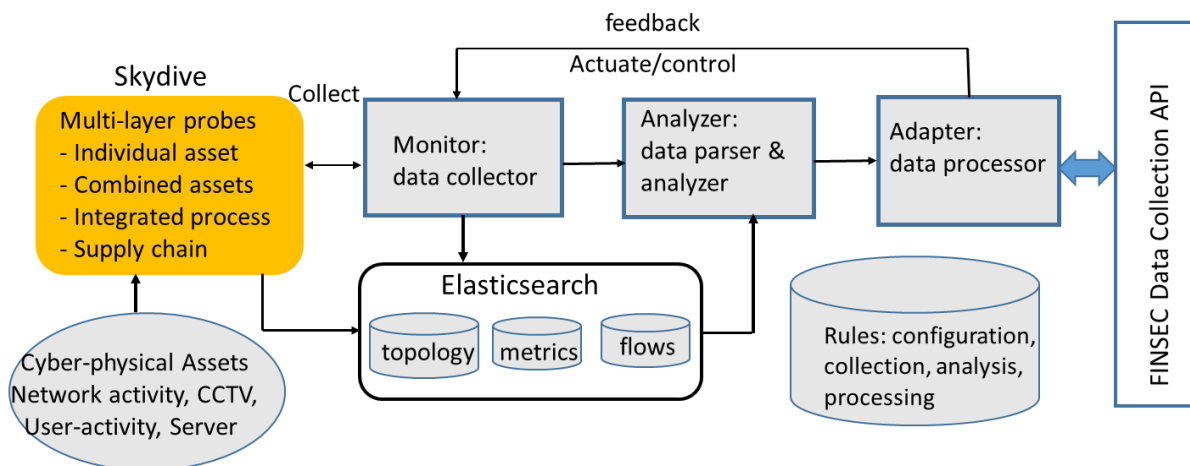 feedback
Actuate/control
Skydive
Collect
Multi-layer probes
- Individual asset
- Combined assets
- Integrated process
- Supply chain
Monitor:
data collector
Analyzer:
data parser &
analyzer
Adapter:
data processor
FINSEC Data Collection API
Elasticsearch
topology
metrics
flows
Rules: configuration,
collection, analysis,
processing
Cyber-physical Assets
Network activity, CCTV,
User-activity, Server